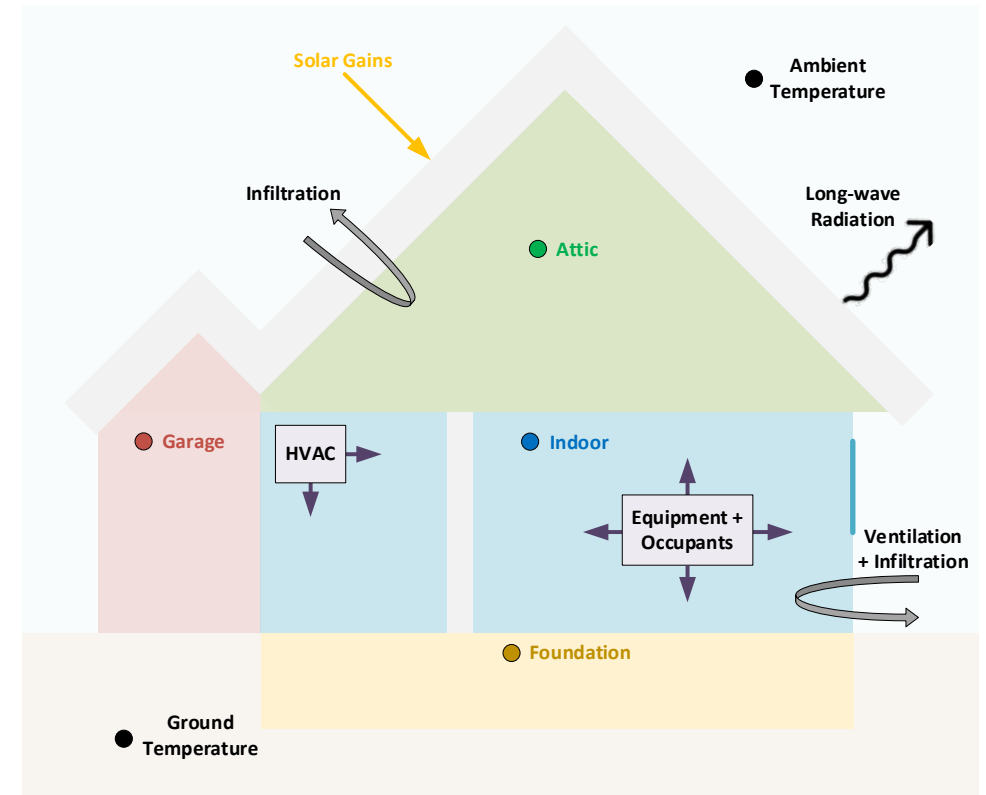 Solar Gains
Ambient
Temperature
Infiltration
Long-wave
Radiation
Attic
Garage
HVAC
Indoor
Equipment +
Occupants
Ventilation
+ Infiltration
Foundation
Ground
Temperature